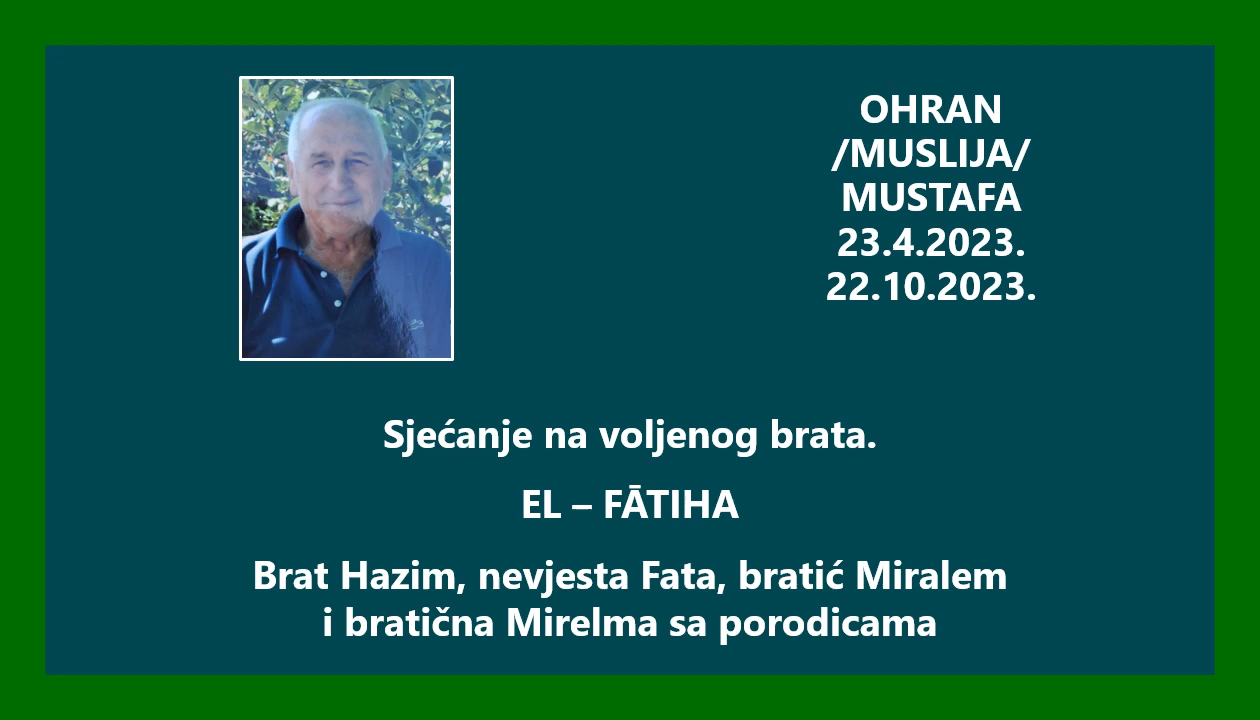 OHRAN
/MUSLIJA/
MUSTAFA
23.4.2023.
22.10.2023.
Sjećanje na voljenog brata.
EL – FĀTIHA
Brat Hazim, nevjesta Fata, bratić Miralem
i bratična Mirelma sa porodicama